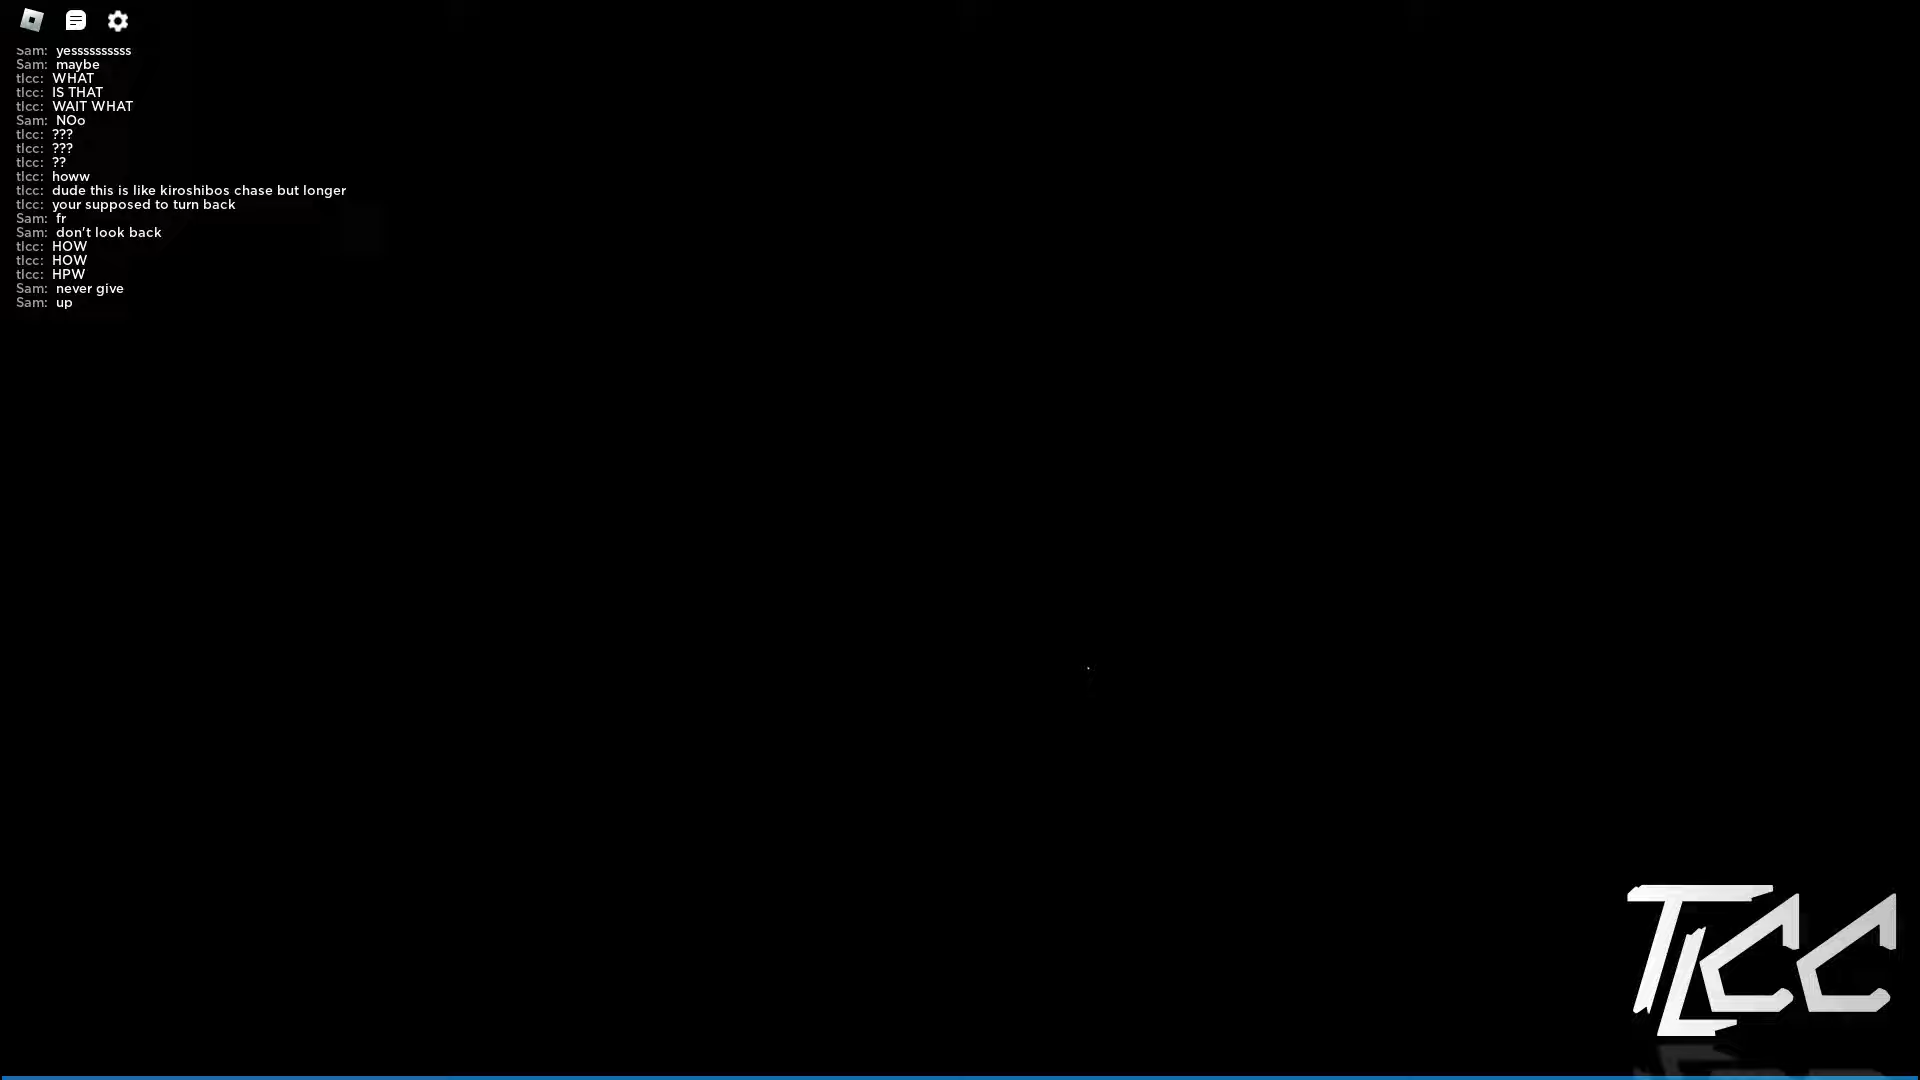 Sam: yessssssssss
Sam: maybe
tlcc: WHAT
tlcc: IS THAT
tlcc: WAIT WHAT
Sam: NOo
tlcc: ???
tlcc: ???
tlcc: ??
tlcc: howw
tlcc: dude this is like kiroshibos chase but longer
tlcc: your supposed to turn back
Sam: fr
Sam: don't look back
tlcc: HOW
tlcc: HOW
tlcc: HPW
Sam: never give
Sam: up
TLCC